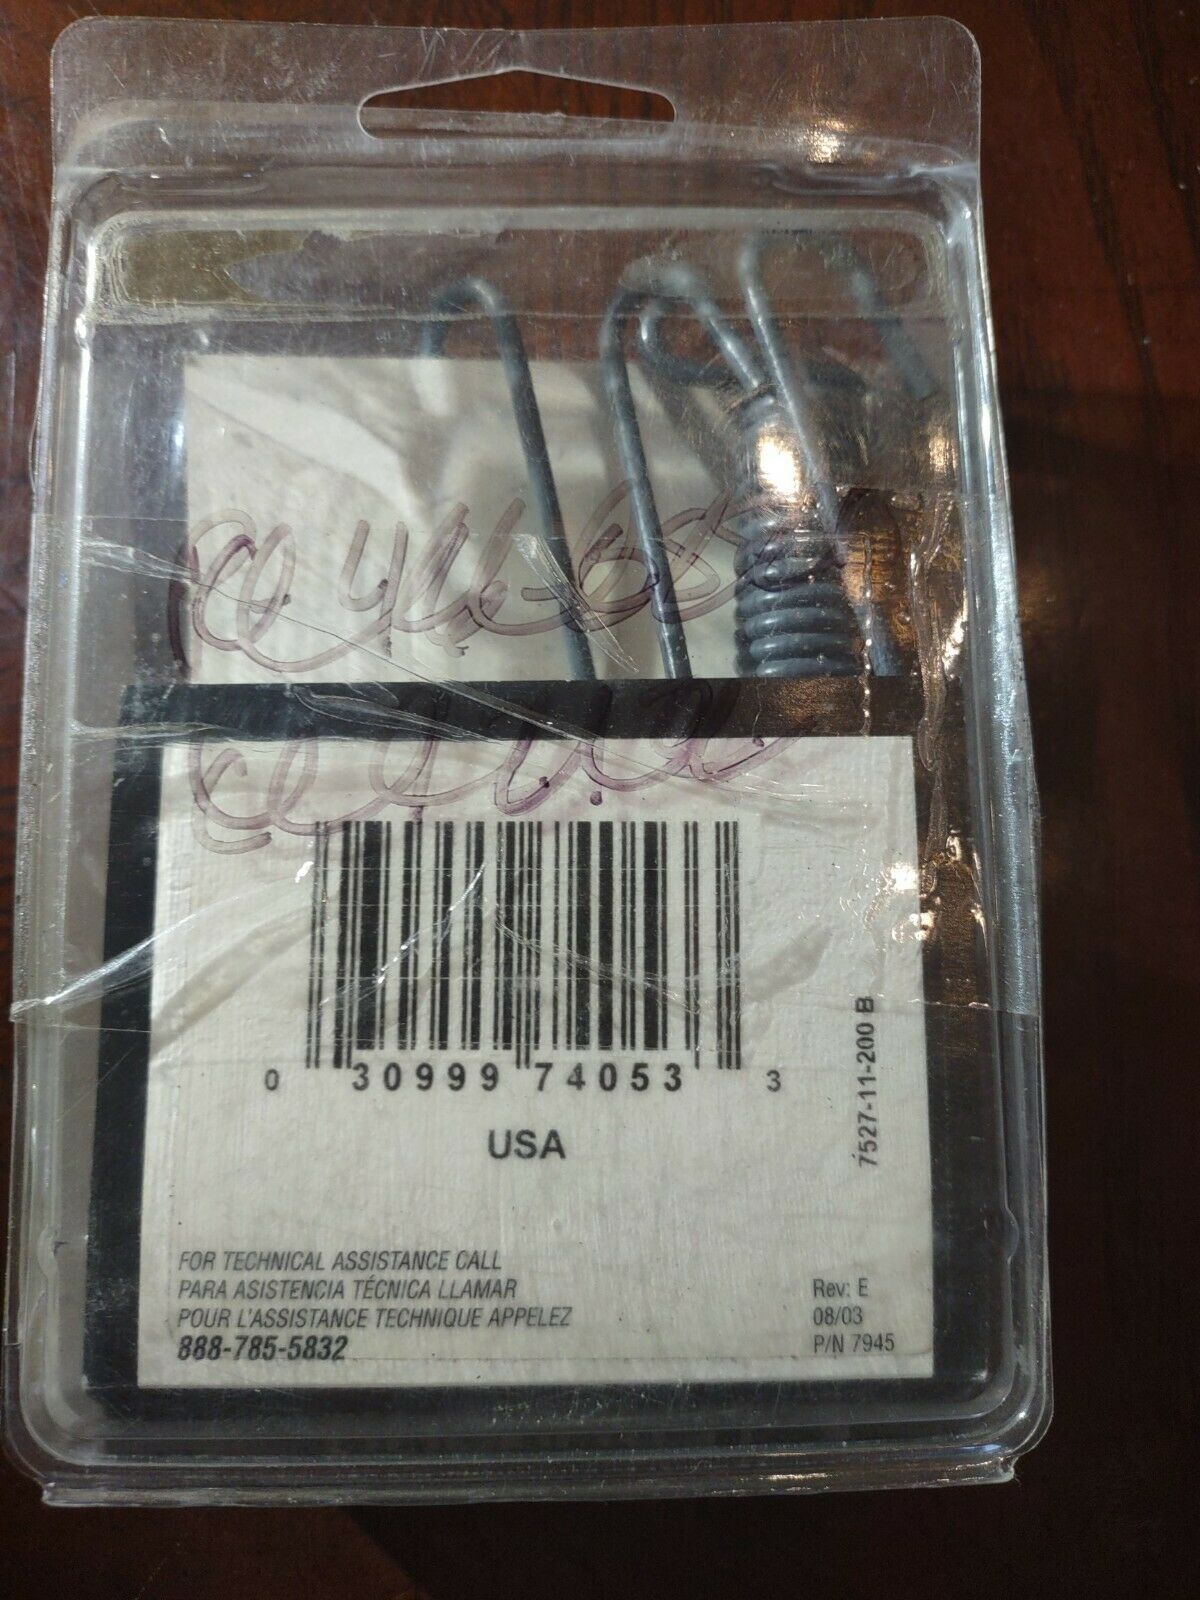 0 30999 74053 3
USA
7527-11-200 B
FOR TECHNICAL ASSISTANCE CALL
PARA ASISTENCIA TÉCNICA LLAMAR
POUR L'ASSISTANCE TECHNIQUE APPELEZ
888-785-5832
Rev: E
08/03
P/N 7945